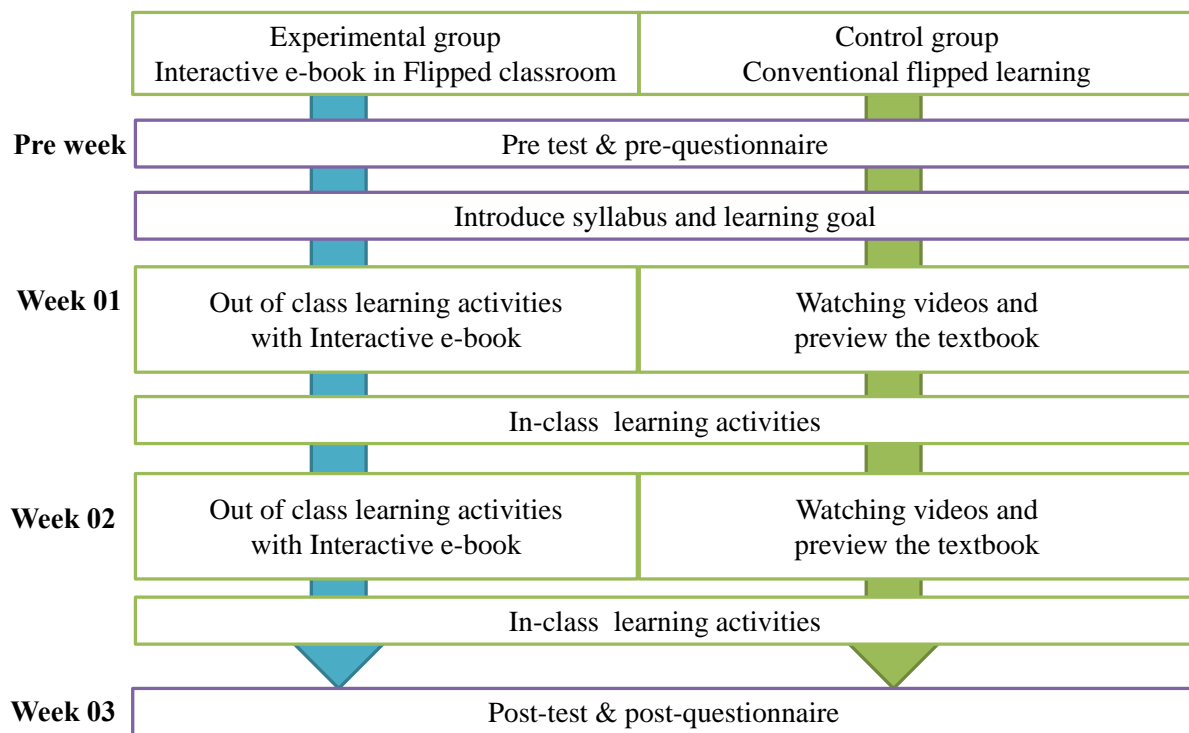 Experimental group
Interactive e-book in Flipped classroom
Control group
Conventional flipped learning
Pre week
Pre test & pre-questionnaire
Introduce syllabus and learning goal
Week 01
Out of class learning activities
with Interactive e-book
Watching videos and
preview the textbook
In-class learning activities
Week 02
Out of class learning activities
with Interactive e-book
Watching videos and
preview the textbook
In-class learning activities
Week 03
Post-test & post-questionnaire